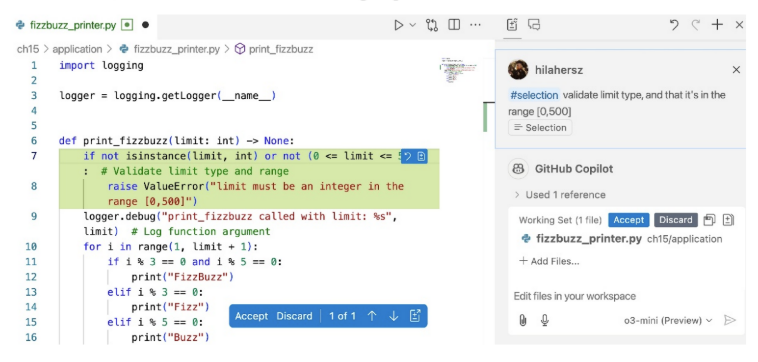 fizzbuzz_printer.py
ch15 > application > fizzbuzz_printer.py > print_fizzbuzz
1 import logging
2
3 logger = logging.getLogger(__name__)
4
5
6 def print_fizzbuzz(limit: int) -> None:
7 if not isinstance(limit, int) or not (0 <= limit <=
: # Validate limit type and range
8 raise ValueError("limit must be an integer in the
range [0,500]")
9 logger.debug("print_fizzbuzz called with limit: %s",
limit) # Log function argument
10 for i in range(1, limit + 1):
11 if i % 3 == 0 and i % 5 == 0:
12 print("FizzBuzz")
13 elif i % 3 == 0:
14 print("Fizz")
15 elif i % 5 == 0:
16 print("Buzz")
Accept Discard 1 of 1
hilahersz
#selection validate limit type, and that it's in the
range [0,500]
Selection
GitHub Copilot
> Used 1 reference
Working Set (1 file) Accept Discard
fizzbuzz_printer.py ch15/application
+ Add Files...
Edit files in your workspace
o3-mini (Preview)